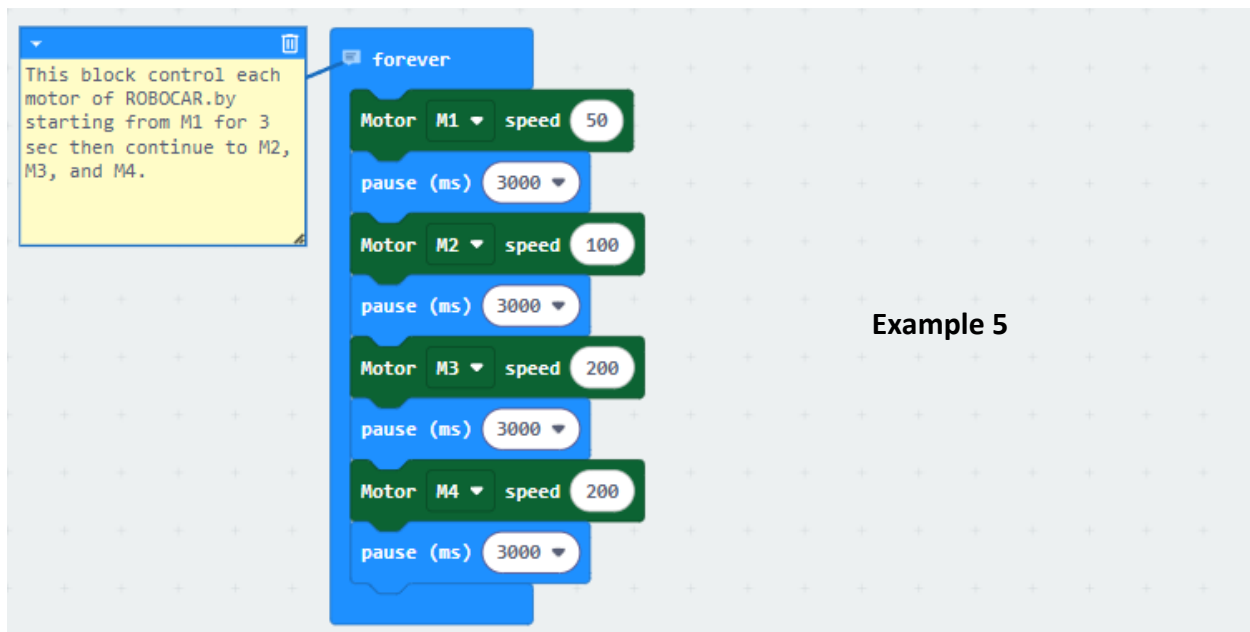 This block control each
motor of ROBOCAR.by
starting from M1 for 3
sec then continue to M2,
M3, and M4.
forever
Motor M1 speed 50
pause (ms) 3000
Motor M2 speed 100
pause (ms) 3000
Motor M3 speed 200
pause (ms) 3000
Motor M4 speed 200
pause (ms) 3000
Example 5